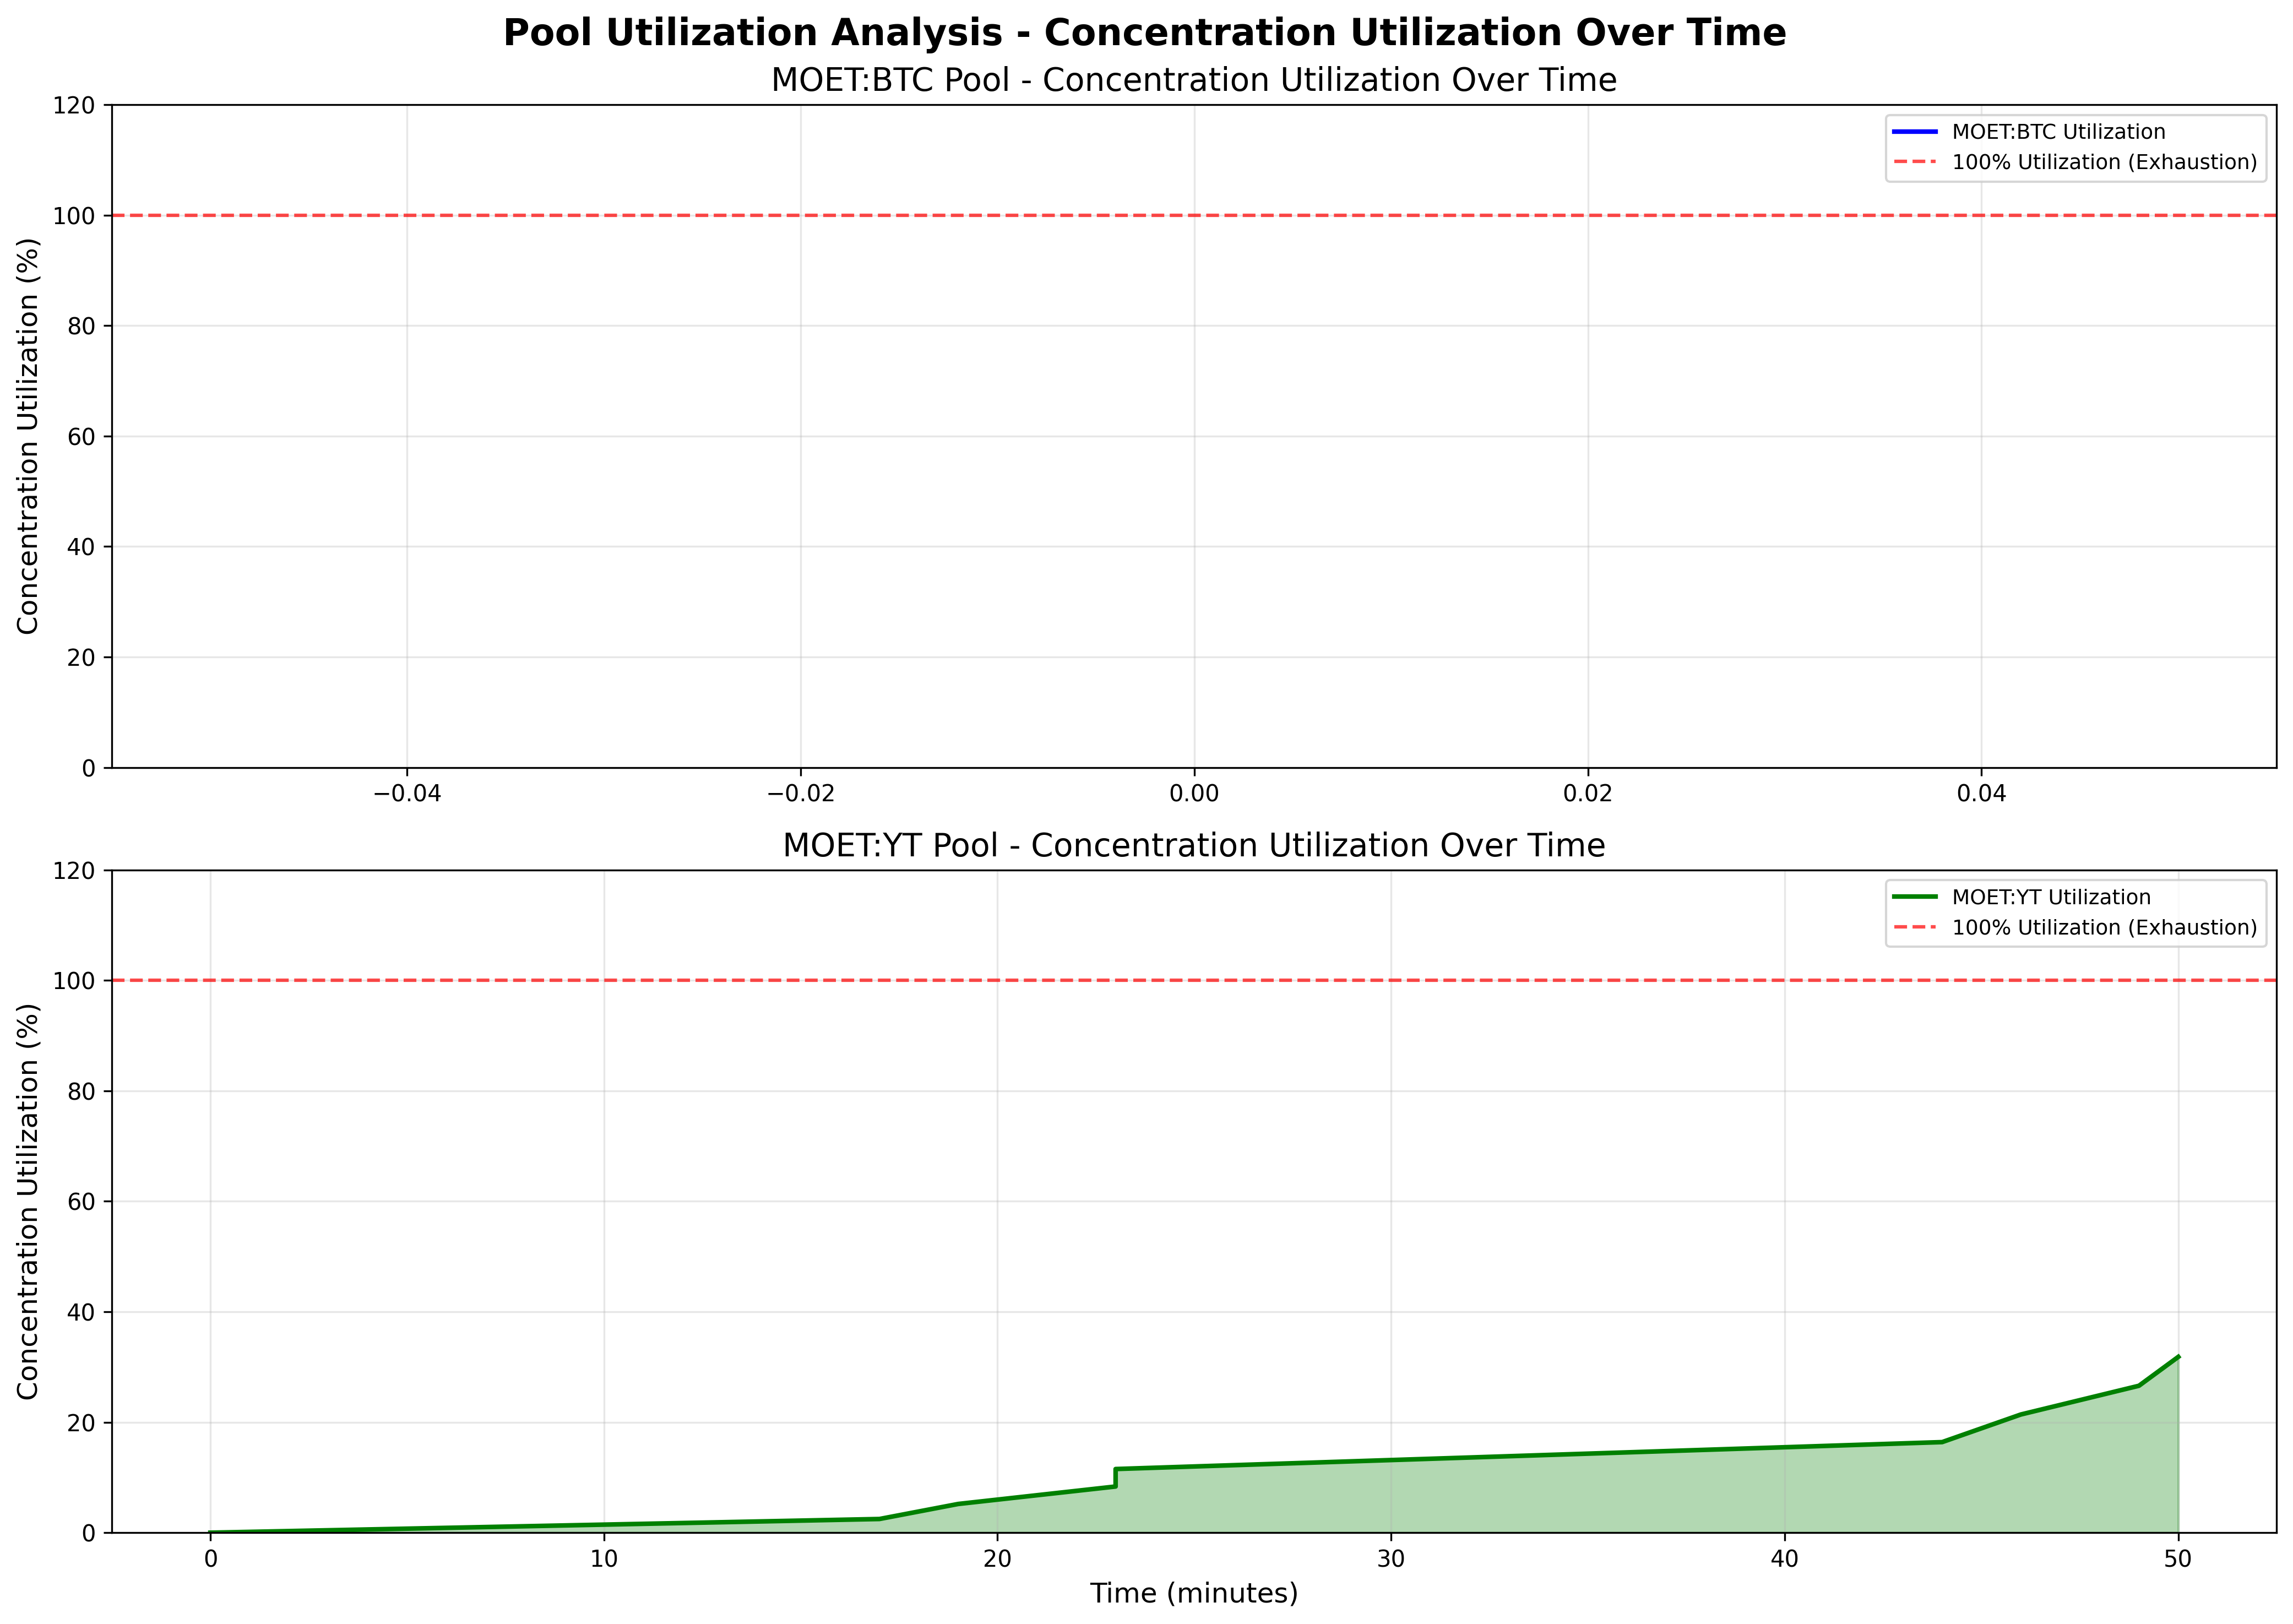 Pool Utilization Analysis - Concentration Utilization Over Time
MOET:BTC Pool - Concentration Utilization Over Time
120
100
80
60
40
20
0
Concentration Utilization (%)
MOET:BTC Utilization
100% Utilization (Exhaustion)
−0.04
−0.02
0.00
0.02
0.04
MOET:YT Pool - Concentration Utilization Over Time
120
100
80
60
40
20
0
Concentration Utilization (%)
MOET:YT Utilization
100% Utilization (Exhaustion)
0
10
20
30
40
50
Time (minutes)